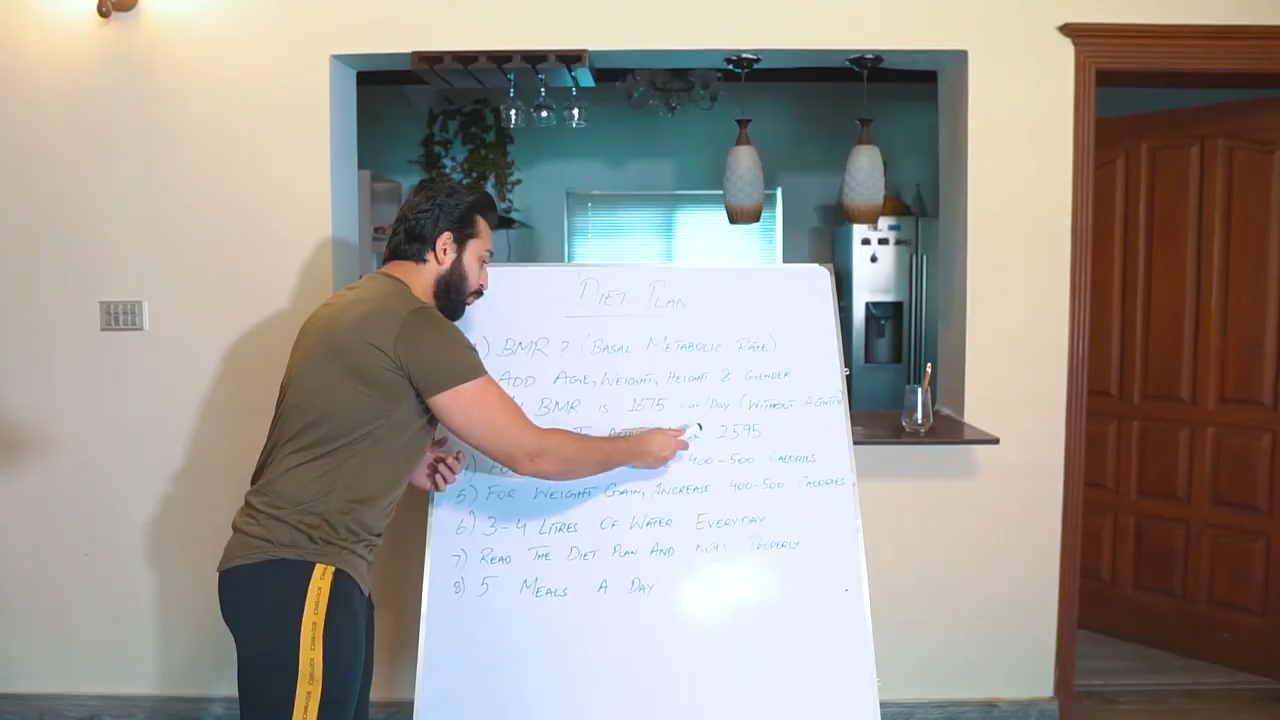 DIET PLAN
) BMR ? (BASAL METABOLIC RATE)
ADD AGE, WEIGHT, HEIGHT & GENDER
BMR IS 1675 CAL/DAY (WITHOUT ACTIVITY
2595
400-500 CALORIES
5) FOR WEIGHT GAIN, INCREASE 400-500 CALORIES
6) 3-4 LITRES OF WATER EVERYDAY
7) READ THE DIET PLAN AND NOTES PROPERLY
8) 5 MEALS A DAY